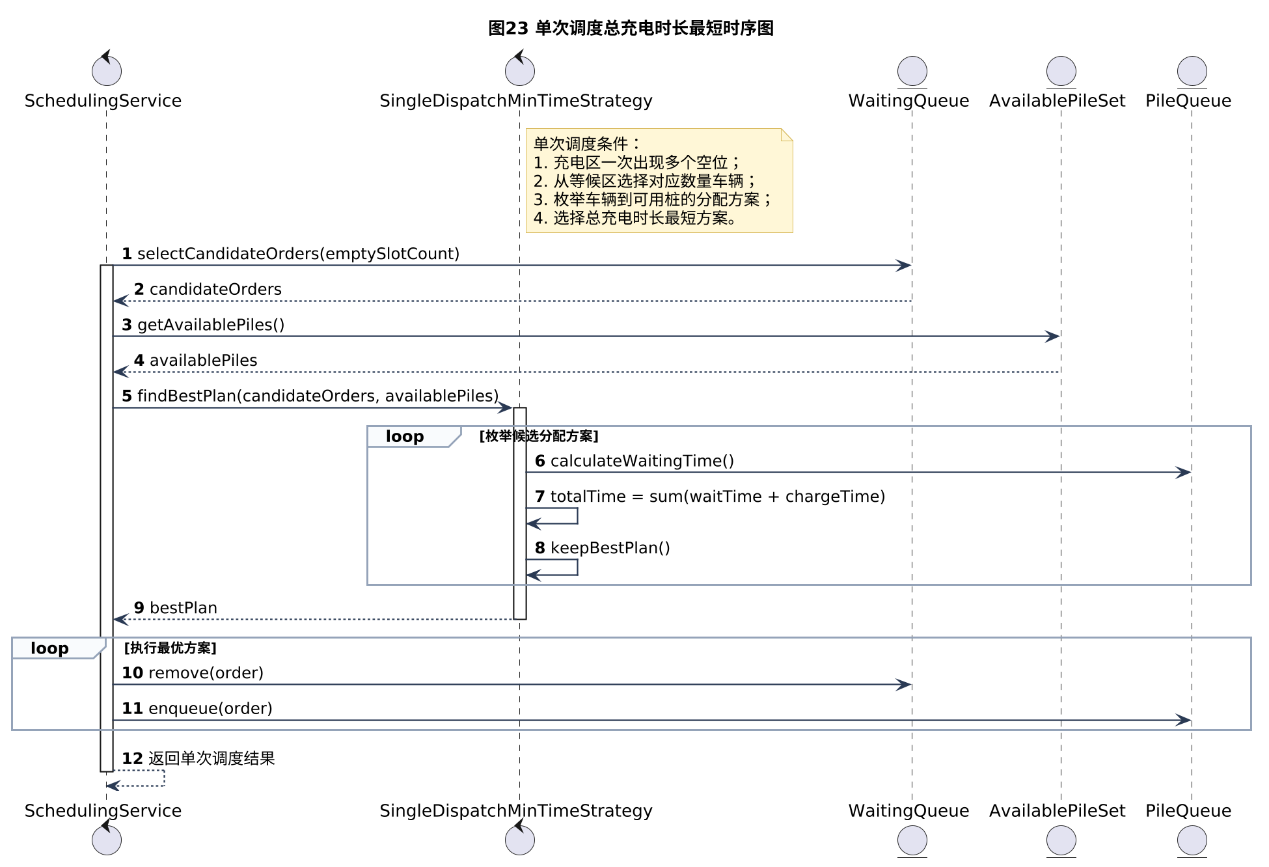 图23 单次调度总充电时长最短时序图
SchedulingService
SingleDispatchMinTimeStrategy
WaitingQueue
AvailablePileSet
PileQueue
单次调度条件：
1. 充电区一次出现多个空位；
2. 从等候区选择对应数量车辆；
3. 枚举车辆到可用桩的分配方案；
4. 选择总充电时长最短方案。
1 selectCandidateOrders(emptySlotCount)
2 candidateOrders
3 getAvailablePiles()
4 availablePiles
5 findBestPlan(candidateOrders, availablePiles)
loop [枚举候选分配方案]
6 calculateWaitingTime()
7 totalTime = sum(waitTime + chargeTime)
8 keepBestPlan()
9 bestPlan
loop [执行最优方案]
10 remove(order)
11 enqueue(order)
12 返回单次调度结果
SchedulingService
SingleDispatchMinTimeStrategy
WaitingQueue
AvailablePileSet
PileQueue